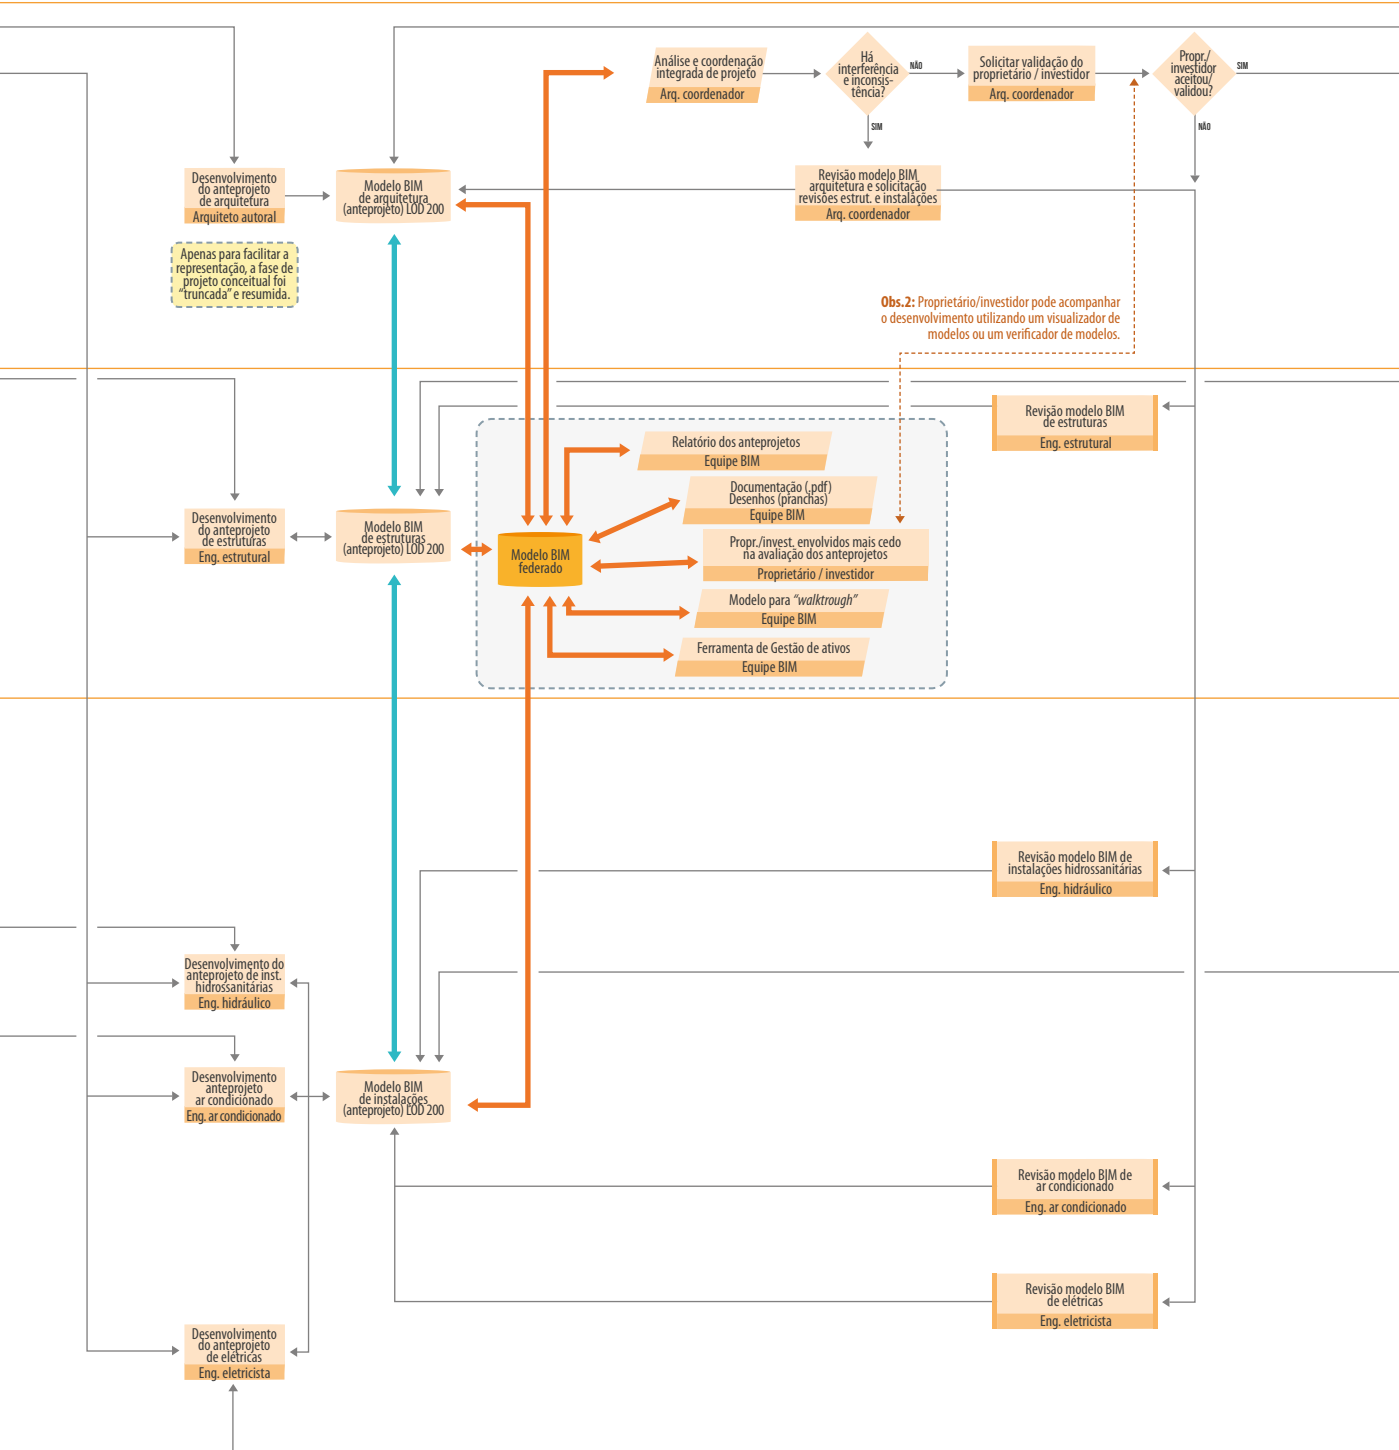 Análise e coordenação
integrada de projeto
Arq. coordenador
Há
interferência
e inconsis-
tência?
NÃO
SIM
Solicitar validação do
proprietário / investidor
Arq. coordenador
Propr./
investidor
aceitou/
validou?
SIM
NÃO
Desenvolvimento
do anteprojeto
de arquitetura
Arquiteto autoral
Modelo BIM
de arquitetura
(anteprojeto) LOD 200
Revisão modelo BIM
arquitetura e solicitação
revisões estrut. e instalações
Arq. coordenador
Apenas para facilitar a
representação, a fase de
projeto conceitual foi
“truncada” e resumida.
Obs.2: Proprietário/investidor pode acompanhar
o desenvolvimento utilizando um visualizador de
modelos ou um verificador de modelos.
Revisão modelo BIM
de estruturas
Eng. estrutural
Relatório dos anteprojetos
Equipe BIM
Documentação (.pdf)
Desenhos (pranchas)
Equipe BIM
Desenvolvimento
do anteprojeto
de estruturas
Eng. estrutural
Modelo BIM
de estruturas
(anteprojeto) LOD 200
Modelo BIM
federado
Propr./invest. envolvidos mais cedo
na avaliação dos anteprojetos
Proprietário / investidor
Modelo para “walktrough”
Equipe BIM
Ferramenta de Gestão de ativos
Equipe BIM
Revisão modelo BIM de
instalações hidrossanitárias
Eng. hidráulico
Desenvolvimento do
anteprojeto de inst.
hidrossanitárias
Eng. hidráulico
Desenvolvimento
anteprojeto
ar condicionado
Eng. ar condicionado
Modelo BIM
de instalações
(anteprojeto) LOD 200
Revisão modelo BIM de
ar condicionado
Eng. ar condicionado
Revisão modelo BIM
de elétricas
Eng. eletricista
Desenvolvimento
do anteprojeto
de elétricas
Eng. eletricista